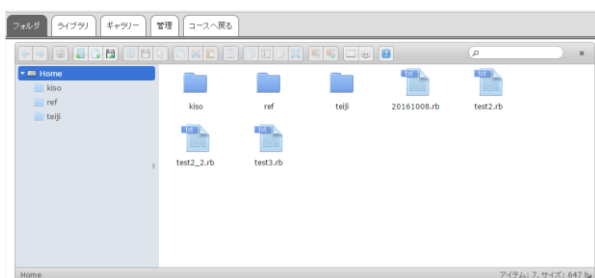 フォルダ ライブラリ ギャラリー 管理 コースへ戻る
Home
kiso
ref
teiji
kiso ref teiji 20161008.rb test2.rb
test2_2.rb test3.rb
Home アイテム: 7, サイズ: 647 b